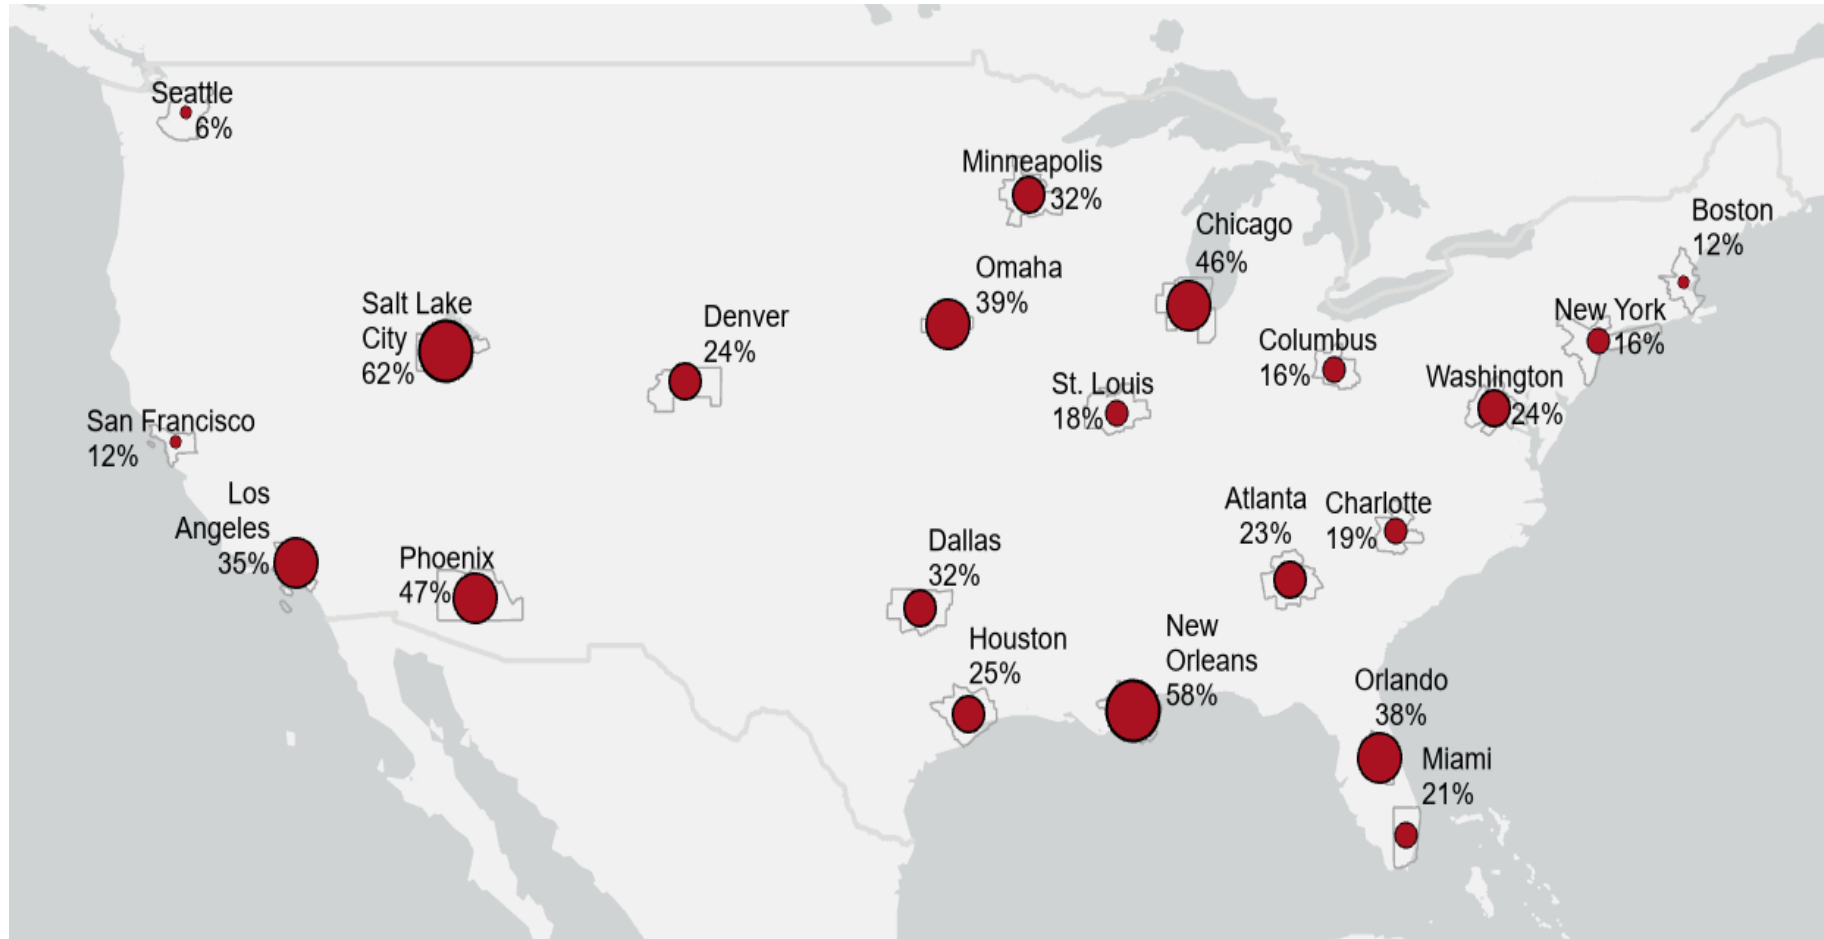 Seattle
6%
Minneapolis
32%
Boston
12%
Chicago
46%
Omaha
39%
Salt Lake
City
62%
Denver
24%
New York
16%
Columbus
16%
Washington
24%
St. Louis
18%
San Francisco
12%
Los
Angeles
35%
Phoenix
47%
Atlanta
23%
Charlotte
19%
Dallas
32%
Houston
25%
New
Orleans
58%
Orlando
38%
Miami
21%